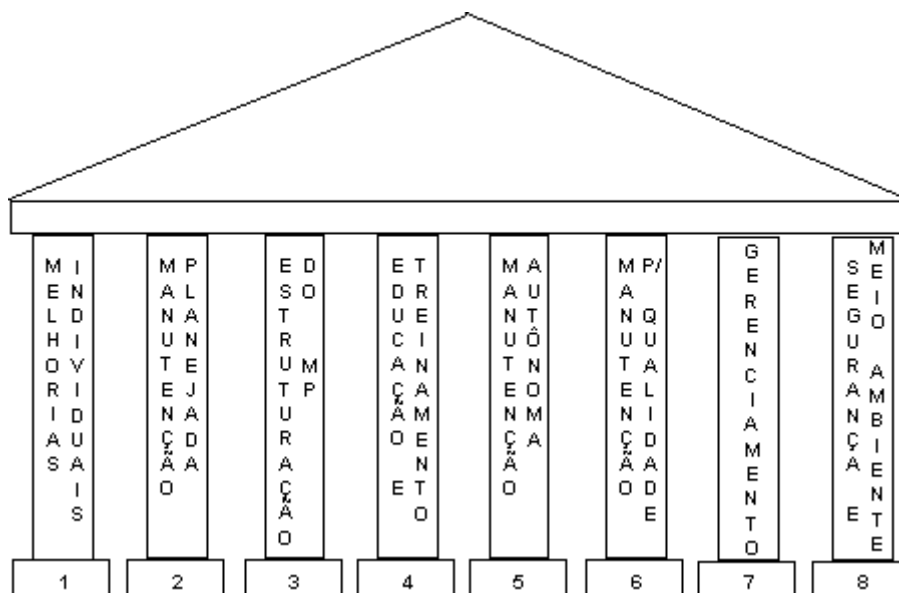 MELHORIAS
INDIVIDUAIS
MANUTENÇÃO
PLANEJADA
ESTRUTURAÇÃO
DO MP
EDUCAÇÃO E
TREINAMENTO
MANUTENÇÃO
AUTÔNOMA
MANUTENÇÃO
P/ QUALIDADE
GERENCIAMENTO
SEGURANÇA E
MEIO AMBIENTE
1
2
3
4
5
6
7
8